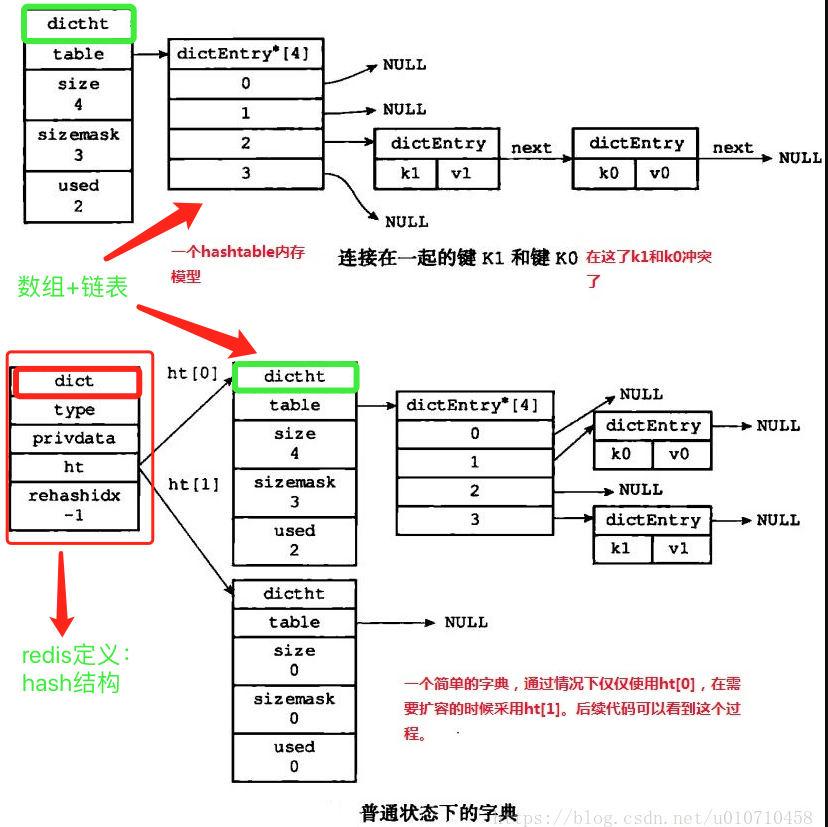 dictht
table
size
4
sizemask
3
used
2
dictEntry*[4]
0
1
2
3
NULL
NULL
dictEntry
k1 v1
next
dictEntry
k0 v0
next
NULL
NULL
一个hashtable内存
模型
连接在一起的键 K1 和键 K0
在这了k1和k0冲突
了
数组+链表
dict
type
privdata
ht
rehashidx
-1
ht[0]
ht[1]
dictht
table
size
4
sizemask
3
used
2
dictEntry*[4]
0
1
2
3
NULL
dictEntry
k0 v0
NULL
NULL
dictEntry
k1 v1
NULL
dictht
table
size
0
sizemask
0
used
0
NULL
redis定义：
hash结构
一个简单的字典，通过情况下仅仅使用ht[0]，在需
要扩容的时候采用ht[1]。后续代码可以看到这个过
程。
普通状态下的字典
https://blog.csdn.net/u010710458